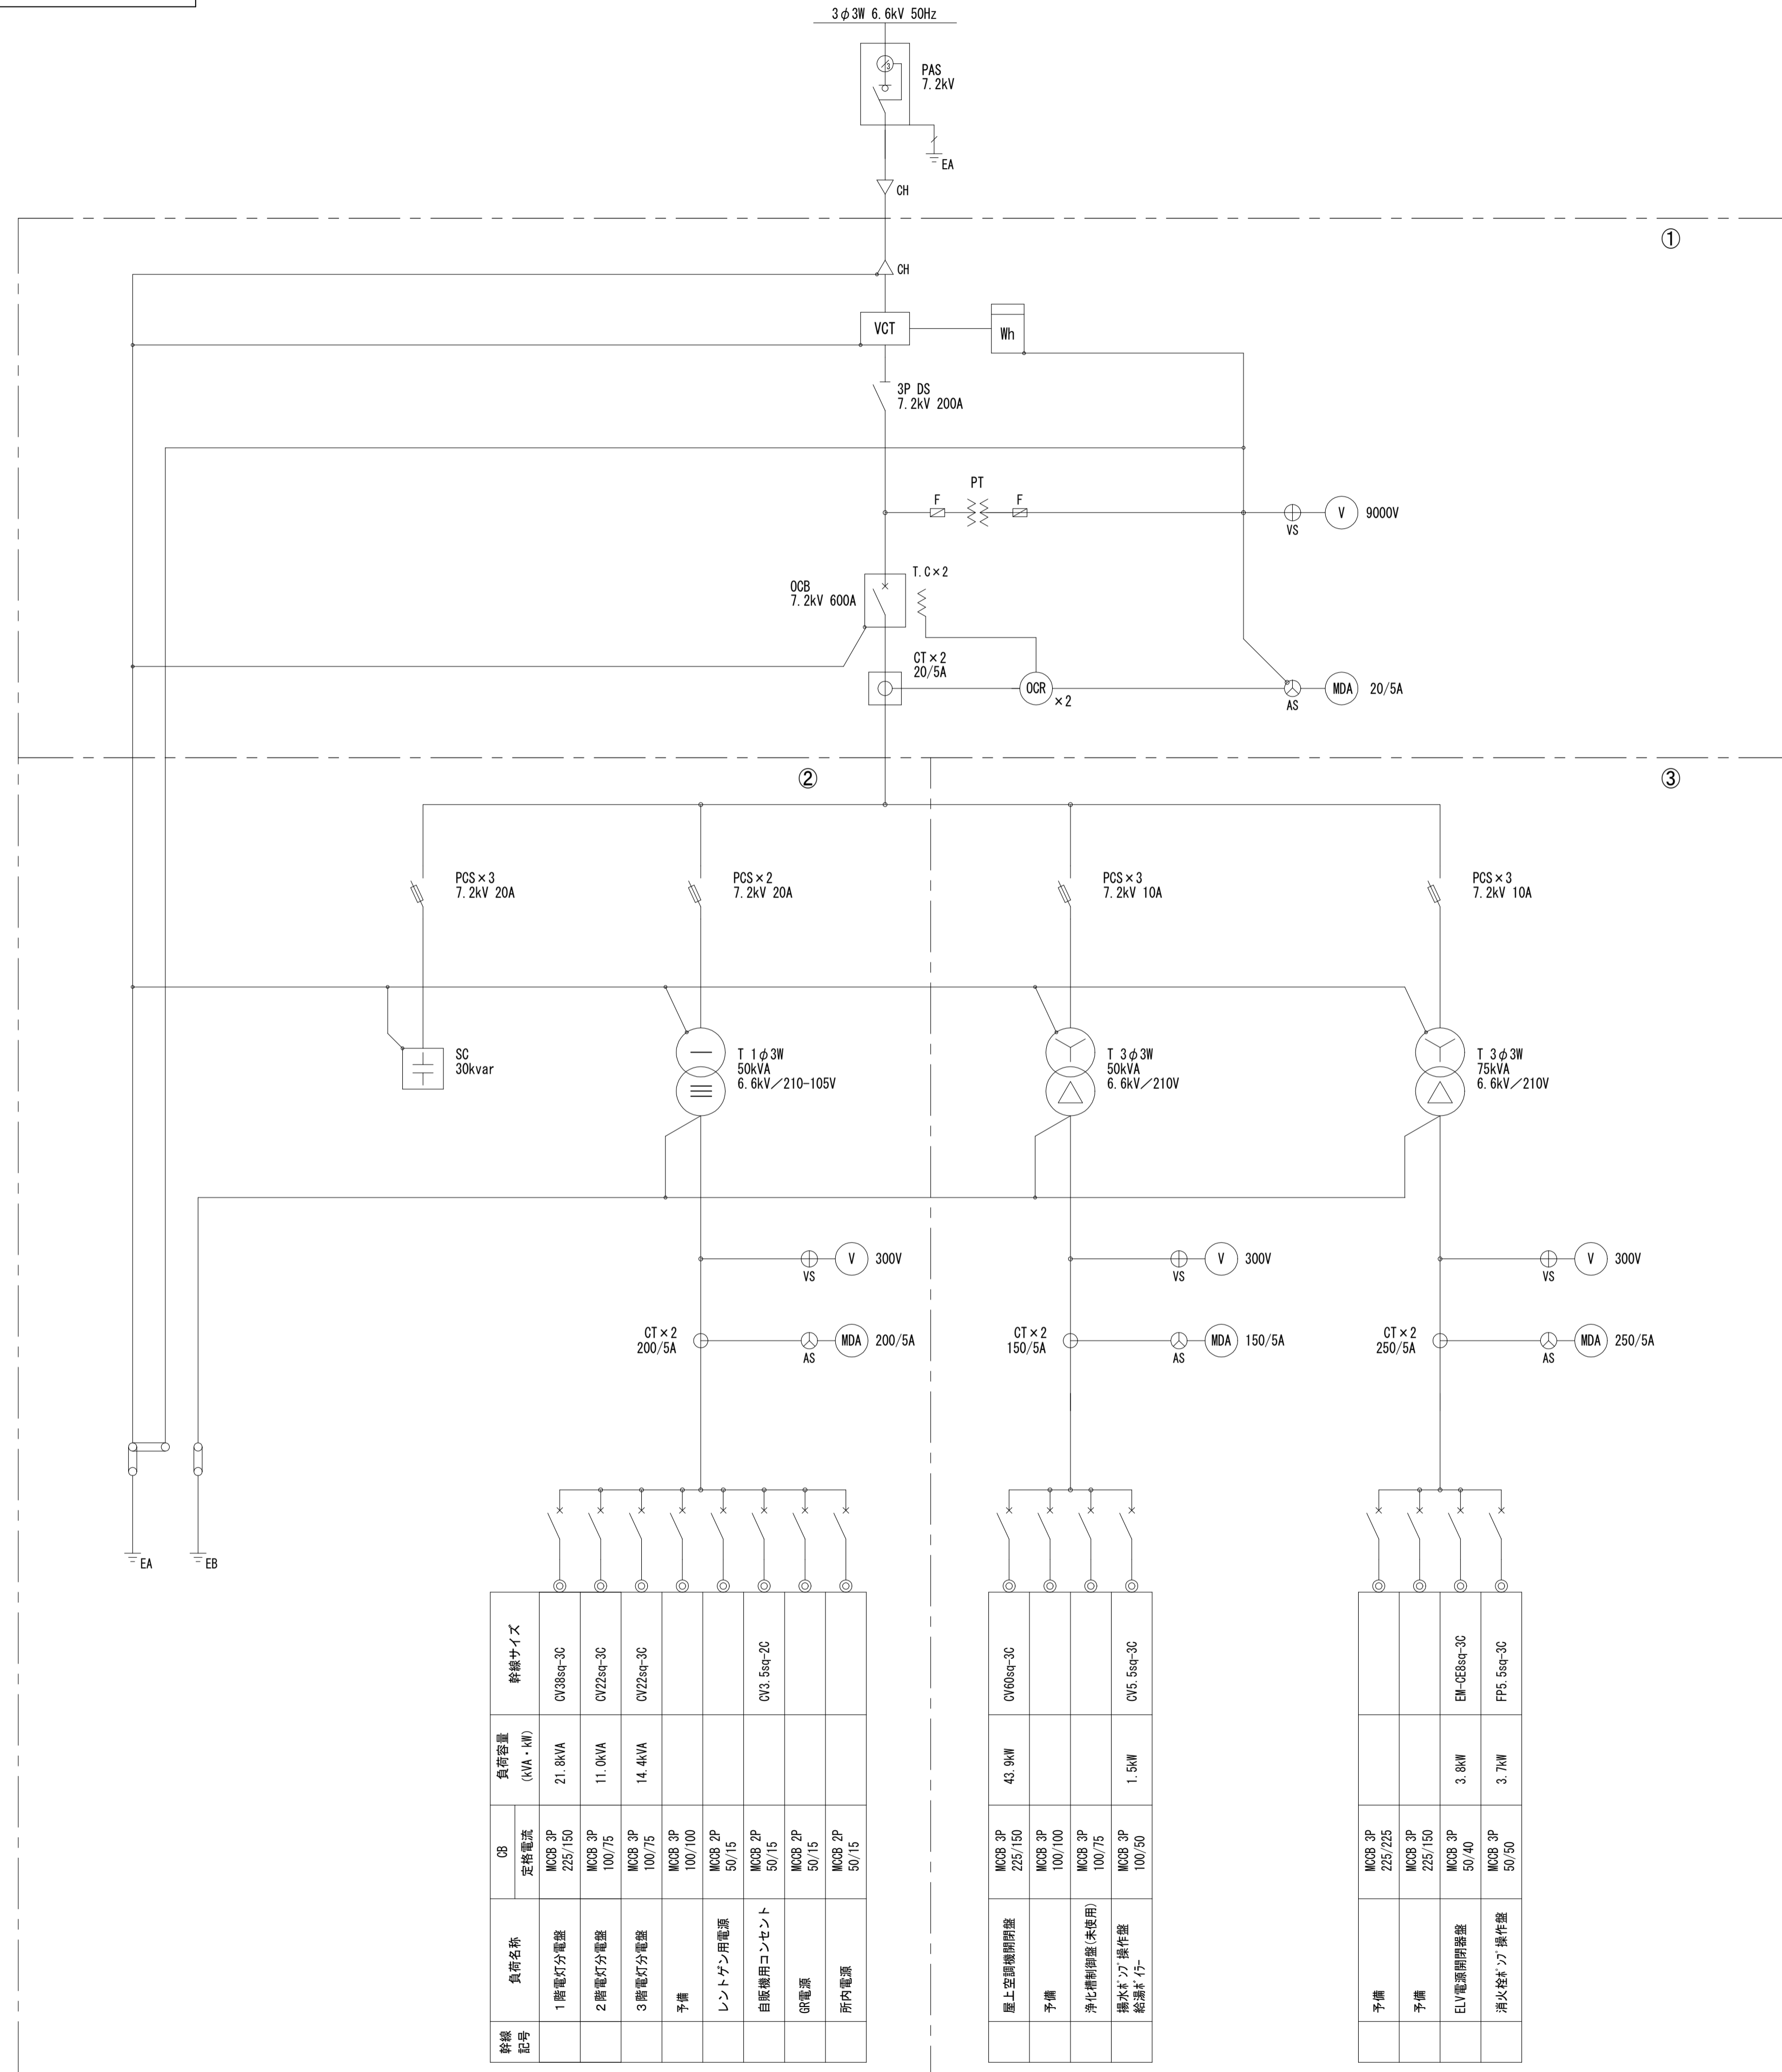 3φ3W 6.6kV 50Hz
3
PAS
7.2kV
EA
CH
①
CH
VCT
Wh
3P DS
7.2kV 200A
PT
F
F
VS
V
9000V
OCB
7.2kV 600A
T.C×2
CT×2
20/5A
OCR
×2
AS
MDA
20/5A
②
③
PCS×3
7.2kV 20A
PCS×2
7.2kV 20A
PCS×3
7.2kV 10A
PCS×3
7.2kV 10A
SC
30kvar
T 1φ3W
50kVA
6.6kV/210-105V
T 3φ3W
50kVA
6.6kV/210V
T 3φ3W
75kVA
6.6kV/210V
VS
V
300V
VS
V
300V
VS
V
300V
CT×2
200/5A
AS
MDA
200/5A
CT×2
150/5A
AS
MDA
150/5A
CT×2
250/5A
AS
MDA
250/5A
EA
EB
幹線サイズ
負荷容量
(kVA・kW)
CB
定格電流
負荷名称
幹線
記号
CV38sq-3C
21.8kVA
MCCB 3P
225/150
1階電灯分電盤
CV22sq-3C
11.0kVA
MCCB 3P
100/75
2階電灯分電盤
CV22sq-3C
14.4kVA
MCCB 3P
100/75
3階電灯分電盤
MCCB 3P
100/100
予備
MCCB 2P
50/15
レントゲン用電源
CV3.5sq-2C
MCCB 2P
50/15
自販機用コンセント
MCCB 2P
50/15
GR電源
MCCB 2P
50/15
所内電源
CV60sq-3C
43.9kW
MCCB 3P
225/150
屋上空調機開閉盤
MCCB 3P
100/100
予備
MCCB 3P
100/75
浄化槽制御盤(未使用)
CV5.5sq-3C
1.5kW
MCCB 3P
100/50
揚水ポンプ操作盤
給湯ボイラー
MCCB 3P
225/225
予備
MCCB 3P
225/150
予備
EM-CE8sq-3C
3.8kW
MCCB 3P
50/40
ELV電源開閉器盤
FP5.5sq-3C
3.7kW
MCCB 3P
50/50
消火栓ポンプ操作盤